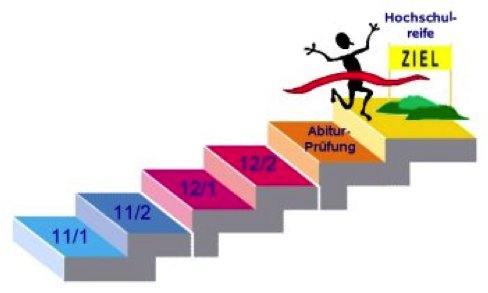 Hochschul-
reife
ZIEL
Abitur-
Prüfung
12/2
12/1
11/2
11/1